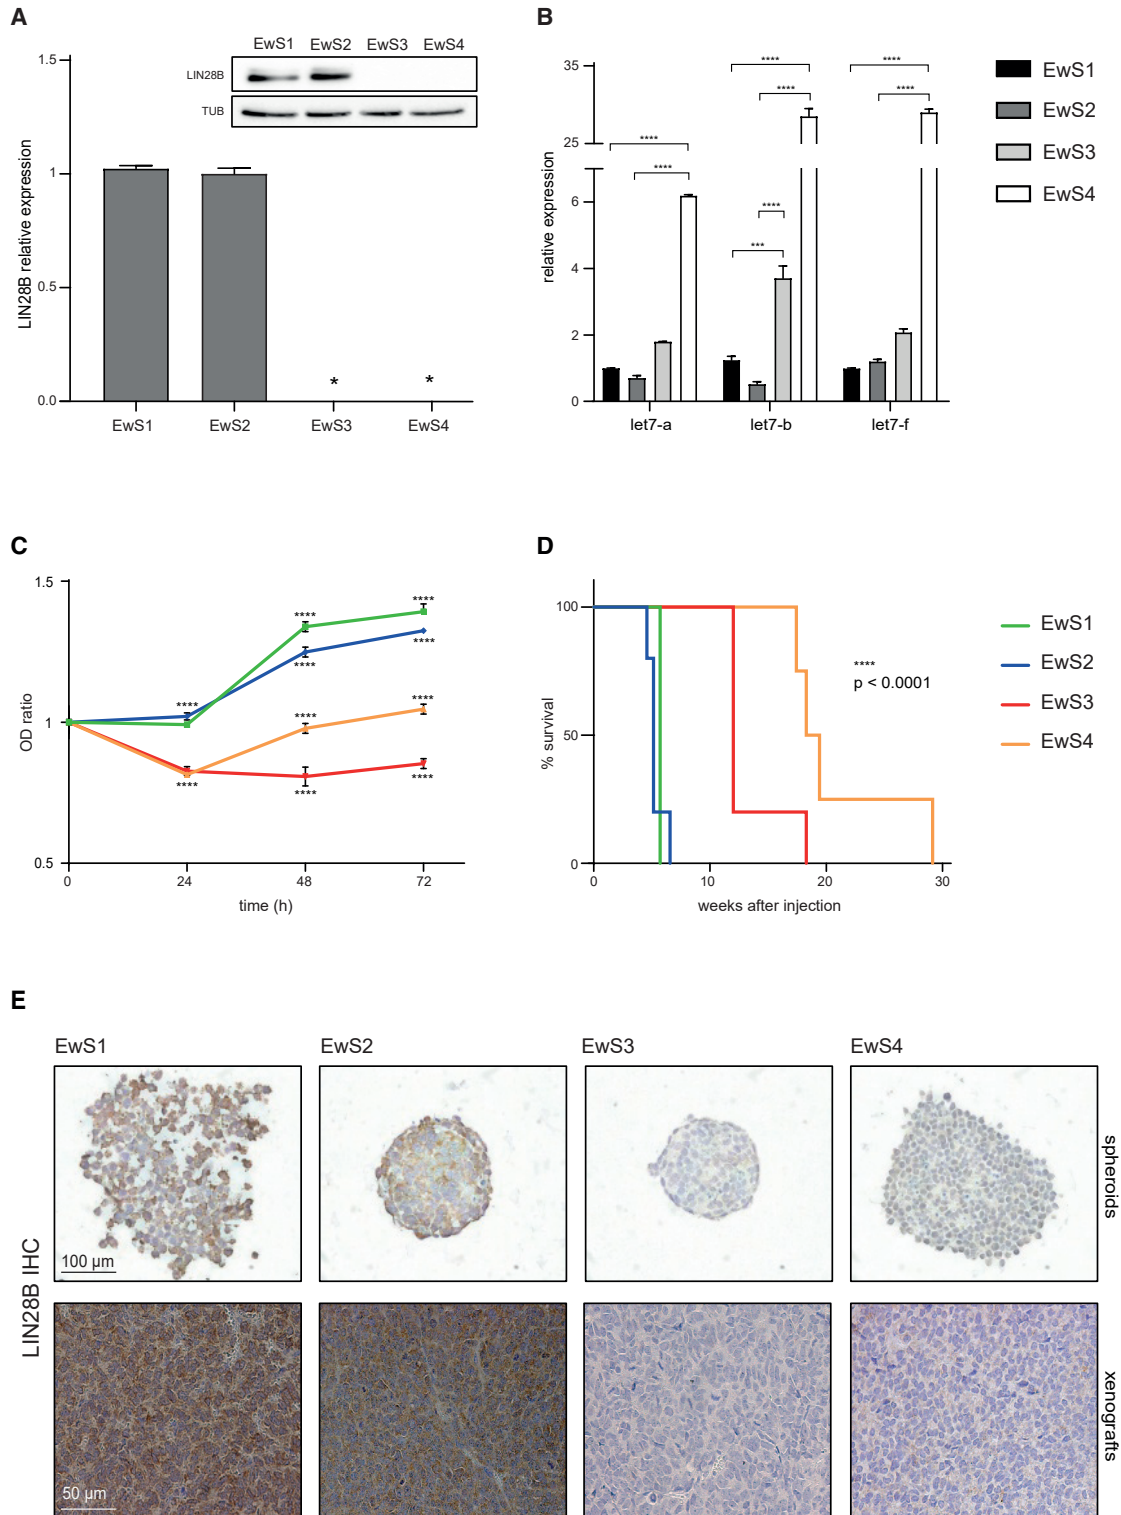 A
EwS1 EwS2 EwS3 EwS4
LIN28B
TUB
LIN28B relative expression
1.5
1
0.5
0.0
* *
EwS1 EwS2 EwS3 EwS4
B
relative expression
35
25
6
4
2
0
**** ****
**** ****
****
****
****
***
let7-a let7-b let7-f
EwS1
EwS2
EwS3
EwS4
C
OD ratio
1.5
1
0.5
**** **** ****
**** ****
**** ****
**** **** ****
0 24 48 72
time (h)
D
% survival
100
50
0
****
p < 0.0001
0 10 20 30
weeks after injection
EwS1
EwS2
EwS3
EwS4
E
EwS1 EwS2 EwS3 EwS4
LIN28B IHC
100 µm
spheroids
50 µm
xenografts